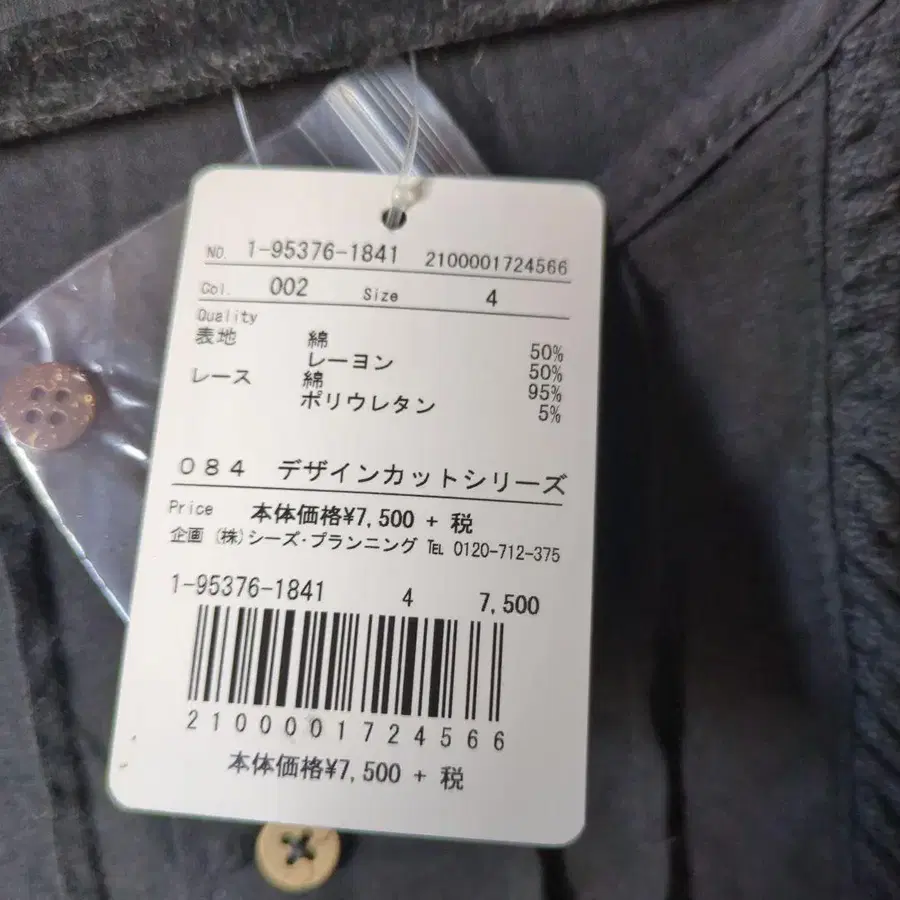 NO. 1-95376-1841 2100001724566
Col. 002 Size 4
Quality
表地 綿 50%
レーヨン 50%
レース 綿 95%
ポリウレタン 5%
084 デザインカットシリーズ
Price 本体価格¥7,500 + 税
企画 (株)シーズ・プランニング ℡ 0120-712-375
1-95376-1841 4 7,500
2100001724566
本体価格¥7,500 + 税